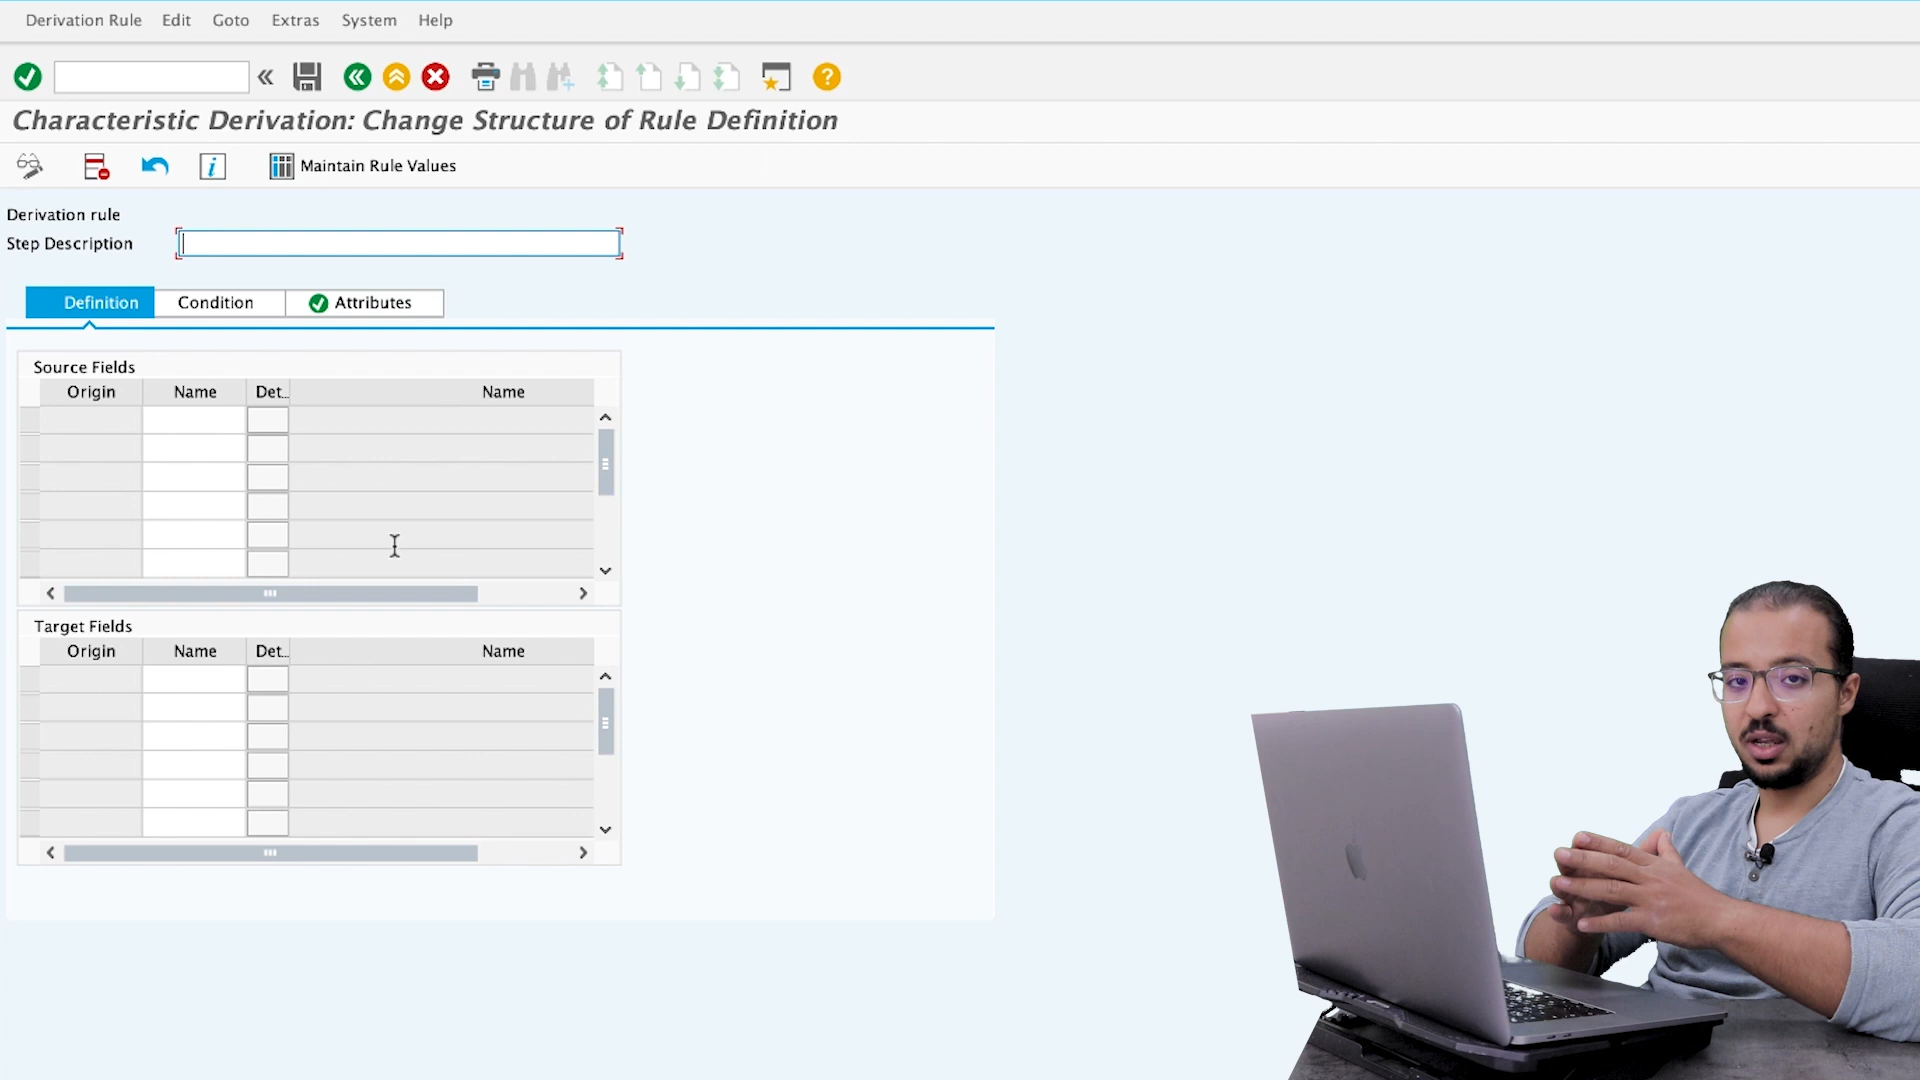 Derivation Rule Edit Goto Extras System Help
Characteristic Derivation: Change Structure of Rule Definition
Maintain Rule Values
Derivation rule
Step Description
Definition Condition Attributes
Source Fields
Origin Name Det.. Name
Target Fields
Origin Name Det.. Name